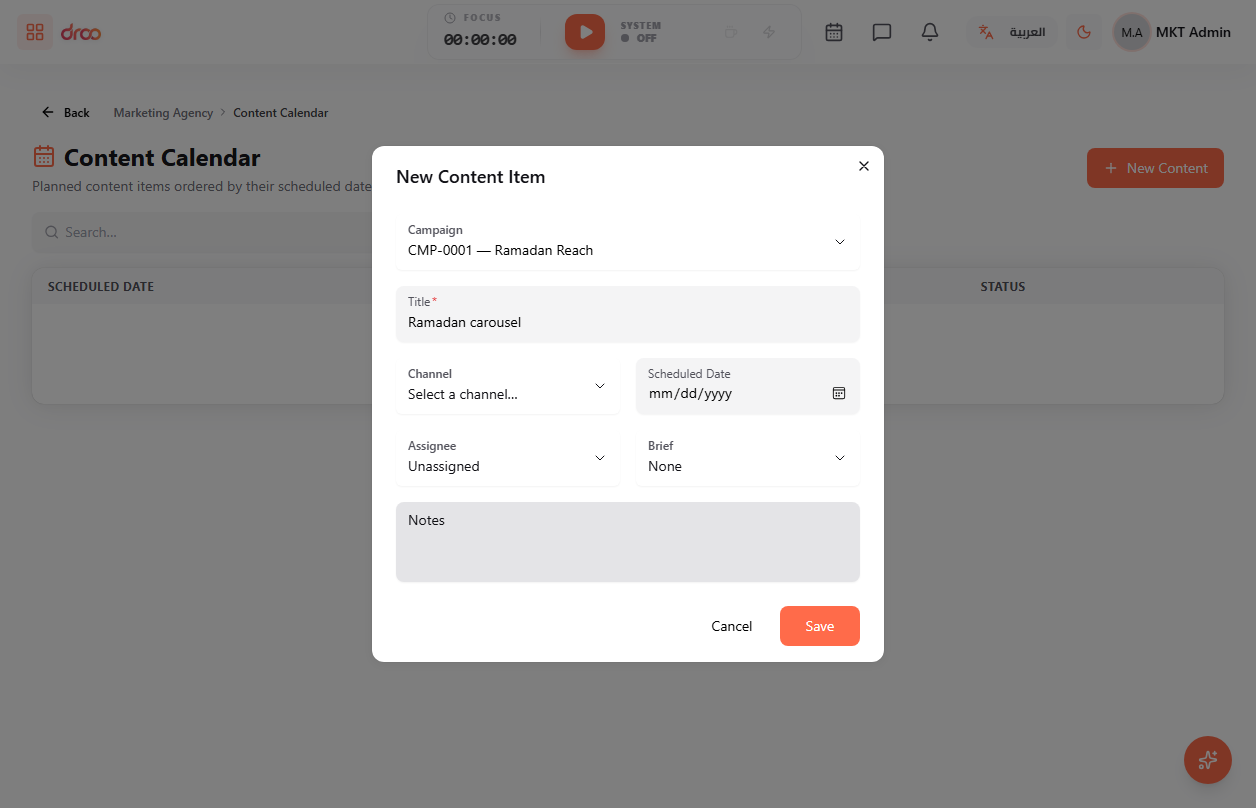 droo
FOCUS
00:00:00
SYSTEM
OFF
العربية
M.A
MKT Admin
Back
Marketing Agency
Content Calendar
Content Calendar
Planned content items ordered by their scheduled date
New Content
Search...
SCHEDULED DATE
STATUS
New Content Item
Campaign
CMP-0001 — Ramadan Reach
Title*
Ramadan carousel
Channel
Select a channel...
Scheduled Date
mm/dd/yyyy
Assignee
Unassigned
Brief
None
Notes
Cancel
Save